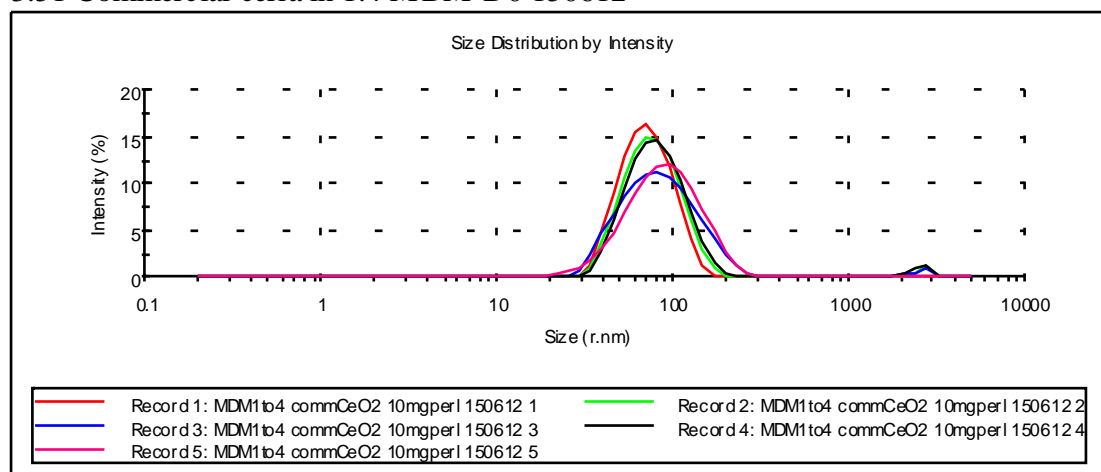 Size Distribution by Intensity
20
15
10
5
0
Intensity (%)
0.1 1 10 100 1000 10000
Size (r.nm)
Record 1: MDM1to4 commCeO2 10mgperl 150612 1 Record 2: MDM1to4 commCeO2 10mgperl 150612 2
Record 3: MDM1to4 commCeO2 10mgperl 150612 3 Record 4: MDM1to4 commCeO2 10mgperl 150612 4
Record 5: MDM1to4 commCeO2 10mgperl 150612 5